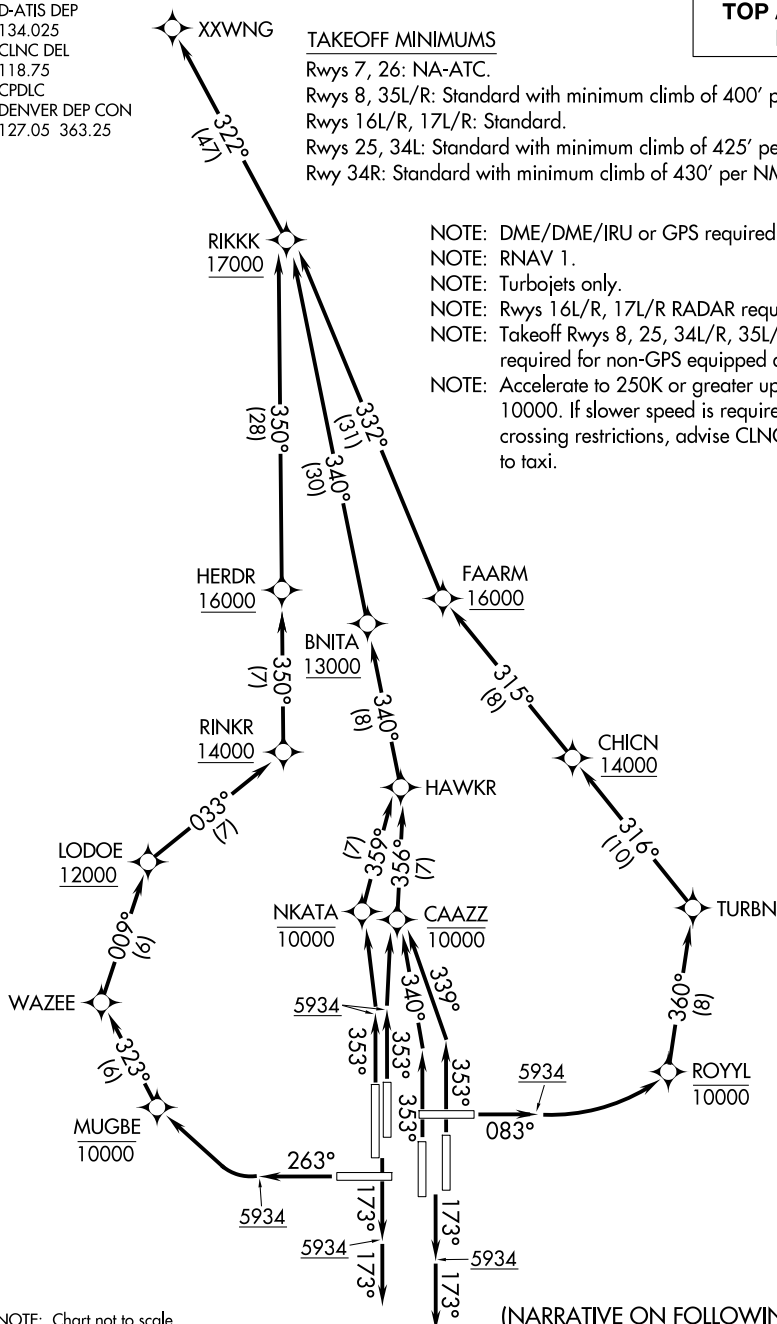 D-ATIS DEP
134.025
CLNC DEL
118.75
CPDLC
DENVER DEP CON
127.05 363.25
XXWNG
TOP
TAKEOFF MINIMUMS
Rwys 7, 26: NA-ATC.
Rwys 8, 35L/R: Standard with minimum climb of 400'
Rwys 16L/R, 17L/R: Standard.
Rwys 25, 34L: Standard with minimum climb of 425' per
Rwy 34R: Standard with minimum climb of 430' per NM
322°
(47)
RIKKK
17000
NOTE: DME/DME/IRU or GPS required
NOTE: RNAV 1.
NOTE: Turbojets only.
NOTE: Rwys 16L/R, 17L/R RADAR
NOTE: Takeoff Rwys 8, 25, 34L/R, 35L/
required for non-GPS equipped
NOTE: Accelerate to 250K or greater
10000. If slower speed is
crossing restrictions, advise
to taxi.
350°
(28)
340°
(30)
332°
(31)
HERDR
16000
BNITA
13000
FAARM
16000
350°
(7)
340°
(8)
315°
(8)
RINKR
14000
HAWKR
CHICN
14000
033°
(7)
359°
(7)
356°
(7)
316°
(10)
LODOE
12000
NKATA
10000
CAAZZ
10000
TURBN
009°
(6)
WAZEE
340°
339°
360°
(8)
5934
323°
(6)
353°
353°
353°
353°
5934
ROYYL
10000
MUGBE
10000
083°
263°
5934
173°
173°
5934
5934
173°
173°
NOTE: Chart not to scale
(NARRATIVE ON